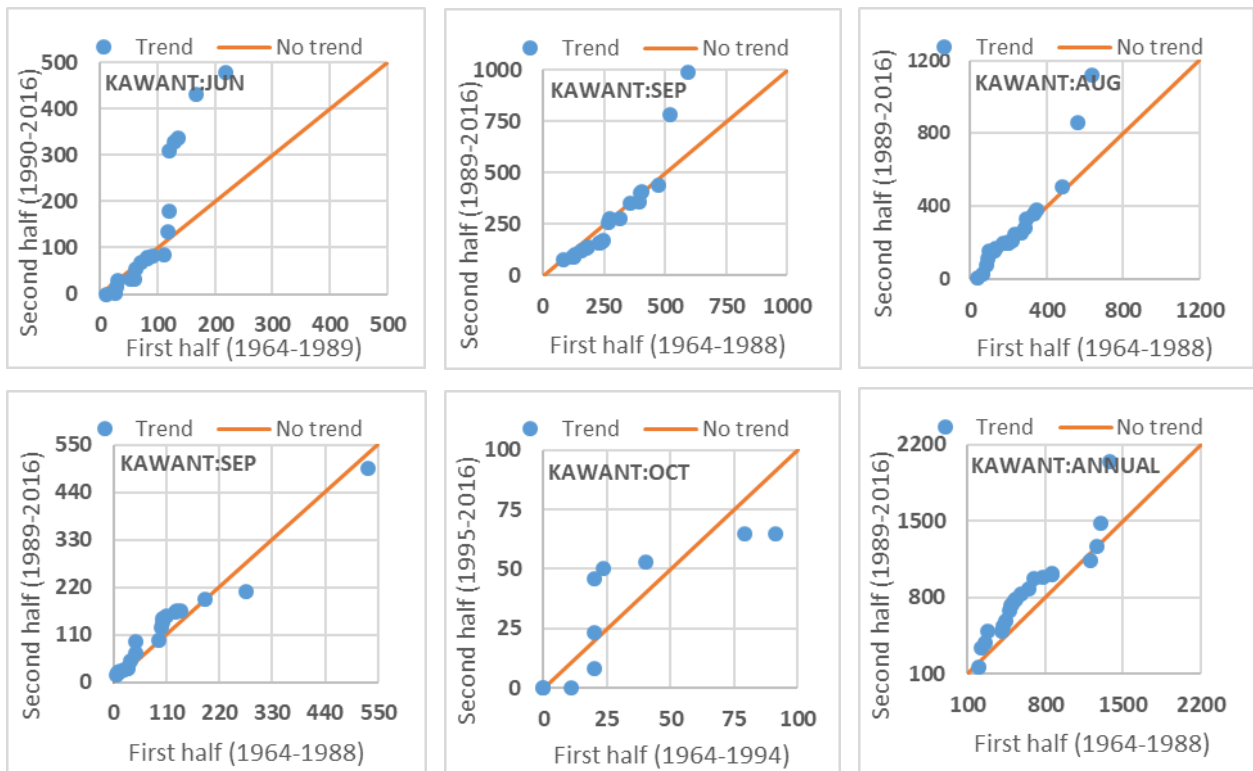 Trend No trend
KAWANT:JUN
Second half (1990-2016)
500
400
300
200
100
0
0 100 200 300 400 500
First half (1964-1989)
Trend No trend
KAWANT:SEP
Second half (1989-2016)
1000
750
500
250
0
0 250 500 750 1000
First half (1964-1988)
Trend No trend
KAWANT:AUG
Second half (1989-2016)
1200
800
400
0
0 400 800 1200
First half (1964-1988)
Trend No trend
KAWANT:SEP
Second half (1989-2016)
550
440
330
220
110
0
0 110 220 330 440 550
First half (1964-1988)
Trend No trend
KAWANT:OCT
Second half (1995-2016)
100
75
50
25
0
0 25 50 75 100
First half (1964-1994)
Trend No trend
KAWANT:ANNUAL
Second half (1989-2016)
2200
1500
800
100
100 800 1500 2200
First half (1964-1988)